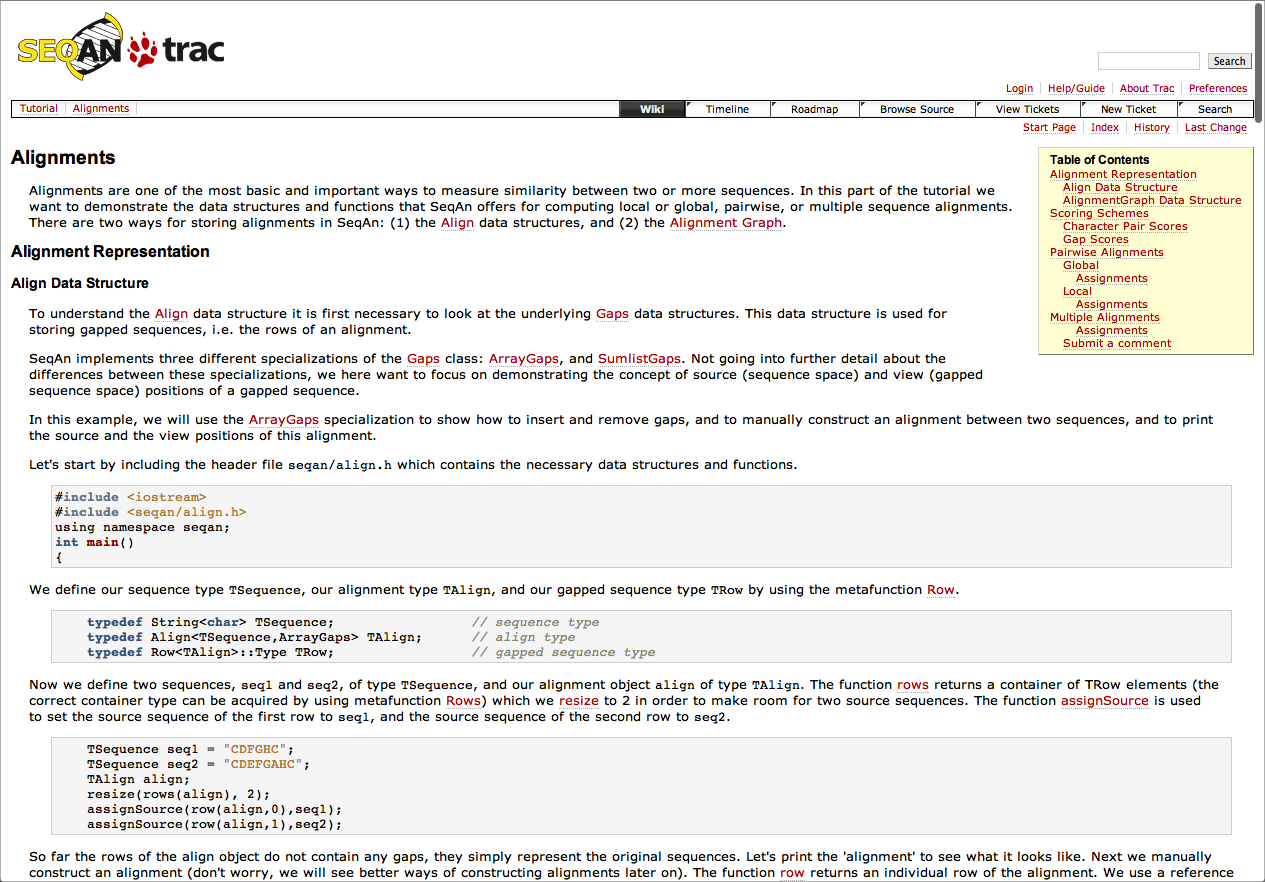 SEQAN trac
Search
Login Help/Guide About Trac Preferences
Tutorial Alignments Wiki Timeline Roadmap Browse Source View Tickets New Ticket Search
Start Page Index History Last Change
Alignments
Alignments are one of the most basic and important ways to measure similarity between two or more sequences. In this part of the tutorial we
want to demonstrate the data structures and functions that SeqAn offers for computing local or global, pairwise, or multiple sequence alignments.
There are two ways for storing alignments in SeqAn: (1) the Align data structures, and (2) the Alignment Graph.
Table of Contents
Alignment Representation
Align Data Structure
AlignmentGraph Data Structure
Scoring Schemes
Character Pair Scores
Gap Scores
Pairwise Alignments
Global
Assignments
Local
Assignments
Multiple Alignments
Assignments
Submit a comment
Alignment Representation
Align Data Structure
To understand the Align data structure it is first necessary to look at the underlying Gaps data structures. This data structure is used for
storing gapped sequences, i.e. the rows of an alignment.
SeqAn implements three different specializations of the Gaps class: ArrayGaps, and SumlistGaps. Not going into further detail about the
differences between these specializations, we here want to focus on demonstrating the concept of source (sequence space) and view (gapped
sequence space) positions of a gapped sequence.
In this example, we will use the ArrayGaps specialization to show how to insert and remove gaps, and to manually construct an alignment between two sequences, and to print
the source and the view positions of this alignment.
Let's start by including the header file seqan/align.h which contains the necessary data structures and functions.
#include <iostream>
#include <seqan/align.h>
using namespace seqan;
int main()
{
We define our sequence type TSequence, our alignment type TAlign, and our gapped sequence type TRow by using the metafunction Row.
typedef String<char> TSequence; // sequence type
typedef Align<TSequence,ArrayGaps> TAlign; // align type
typedef Row<TAlign>::Type TRow; // gapped sequence type
Now we define two sequences, seq1 and seq2, of type TSequence, and our alignment object align of type TAlign. The function rows returns a container of TRow elements (the
correct container type can be acquired by using metafunction Rows) which we resize to 2 in order to make room for two source sequences. The function assignSource is used
to set the source sequence of the first row to seq1, and the source sequence of the second row to seq2.
TSequence seq1 = "CDFGHC";
TSequence seq2 = "CDEFGAHC";
TAlign align;
resize(rows(align), 2);
assignSource(row(align,0),seq1);
assignSource(row(align,1),seq2);
So far the rows of the align object do not contain any gaps, they simply represent the original sequences. Let's print the 'alignment' to see what it looks like. Next we manually
construct an alignment (don't worry, we will see better ways of constructing alignments later on). The function row returns an individual row of the alignment. We use a reference